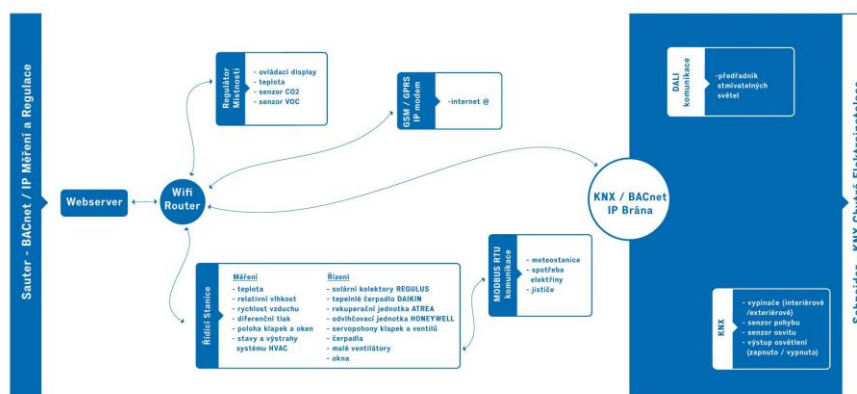 Sauter - BACnet / IP Měření a Regulace
Webserver
Wifi
Router
Regulátor
Místnosti
- ovládací display
- teplota
- senzor CO2
- senzor VOC
GSM / GPRS
IP modem
-internet @
Řídící Stanice
Měření
- teplota
- relativní vlhkost
- rychlost vzduchu
- diferenční tlak
- poloha klapek a oken
- stavy a výstrahy
systému HVAC
Řízení
- solární kolektory REGULUS
- tepelné čerpadlo DAIKIN
- rekuperační jednotka ATREA
- odvlhčovací jednotka HONEYWELL
- servopohony klapek a ventilů
- čerpadla
- malé ventilátory
- okna
MODBUS RTU
komunikace
- meteostanice
- spotřeba
elektřiny
- jističe
KNX / BACnet
IP Brána
DALI
komunikace
-předřadník
stmívatelných
světel
KNX
- vypínače (interiérové
/exteriérové)
- senzor pohybu
- senzor osvitu
- výstup osvětlení
(zapnuto / vypnuto)